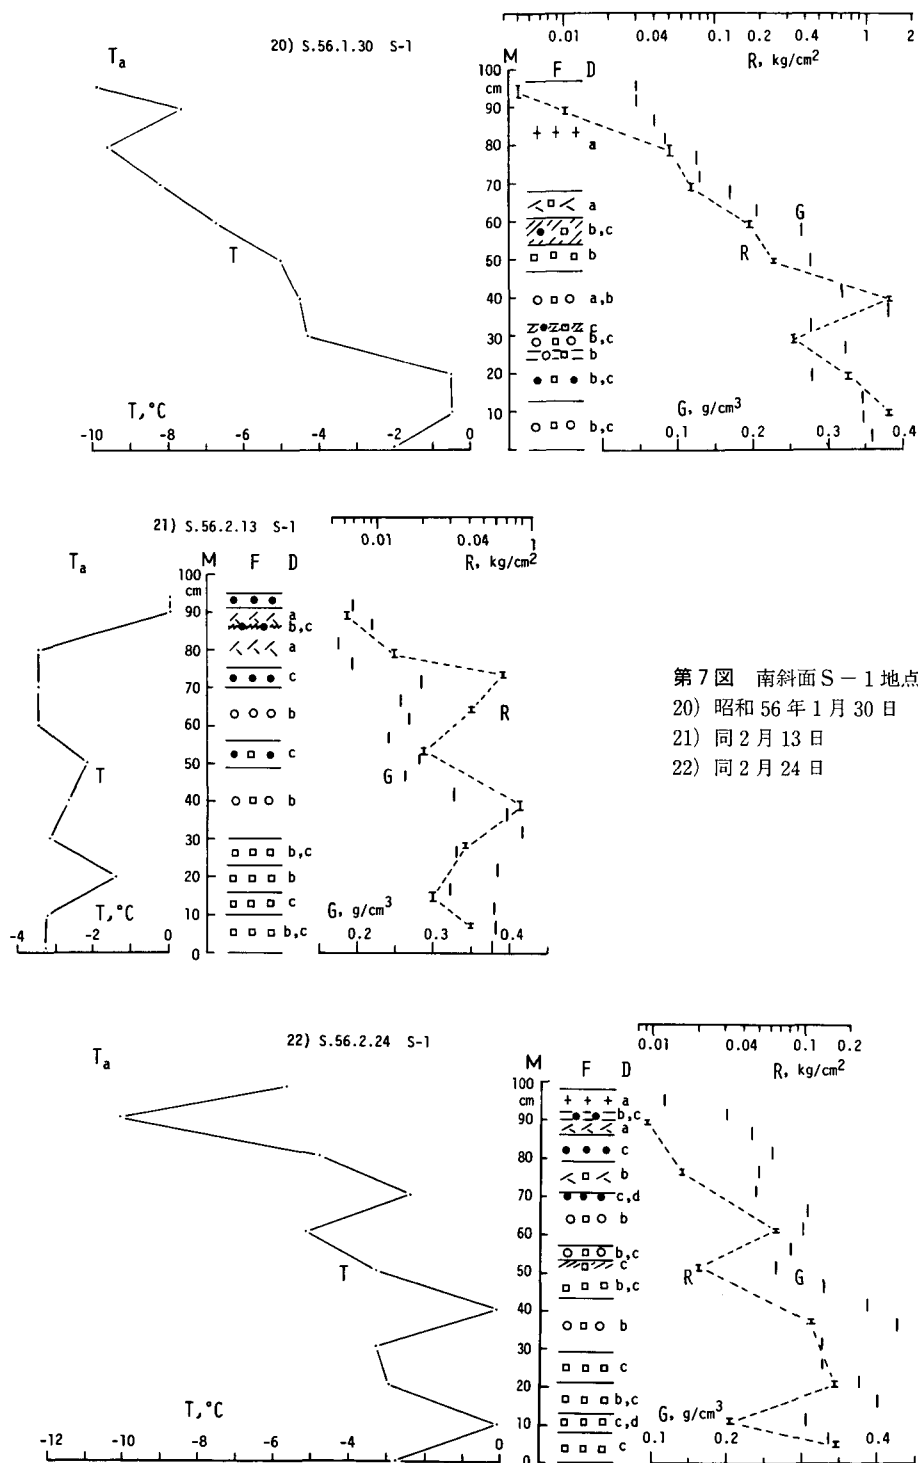 20) S.56.1.30 S-1
Ta
T
T,°C
-10 -8 -6 -4 -2 0
M F D
100
cm
90
80
70
60
50
40
30
20
10
a
a
b,c
b
a,b
c
b,c
b
b,c
b,c
0.01 0.04 0.1 0.2 0.4 1 2
R, kg/cm2
G
R
G, g/cm3
0.1 0.2 0.3 0.4
21) S.56.2.13 S-1
Ta
T
T,°C
-4 -2 0
M F D
100
cm
90
80
70
60
50
40
30
20
10
0
a
b,c
a
c
b
c
b
b,c
b
c
b,c
0.01 0.04 1
R, kg/cm2
R
G
G, g/cm3
0.2 0.3 0.4
第7図 南斜面S-1地点
20) 昭和56年1月30日
21) 同2月13日
22) 同2月24日
22) S.56.2.24 S-1
Ta
T
T,°C
-12 -10 -8 -6 -4 -2 0
M F D
100
cm
90
80
70
60
50
40
30
20
10
0
a
b,c
a
c
b
c,d
b
b,c
c
b,c
b
c
b,c
c,d
c
0.01 0.04 0.1 0.2
R, kg/cm2
R
G
G, g/cm3
0.1 0.2 0.4